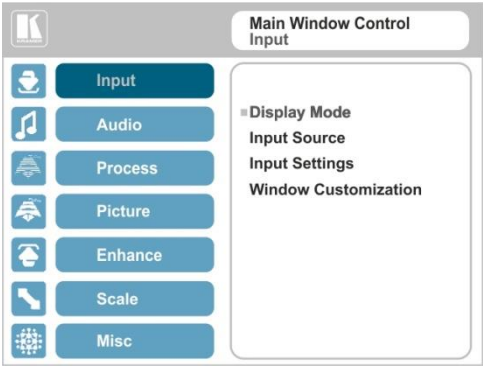 KRAMER
Main Window Control
Input
Input
Audio
Process
Picture
Enhance
Scale
Misc
Display Mode
Input Source
Input Settings
Window Customization